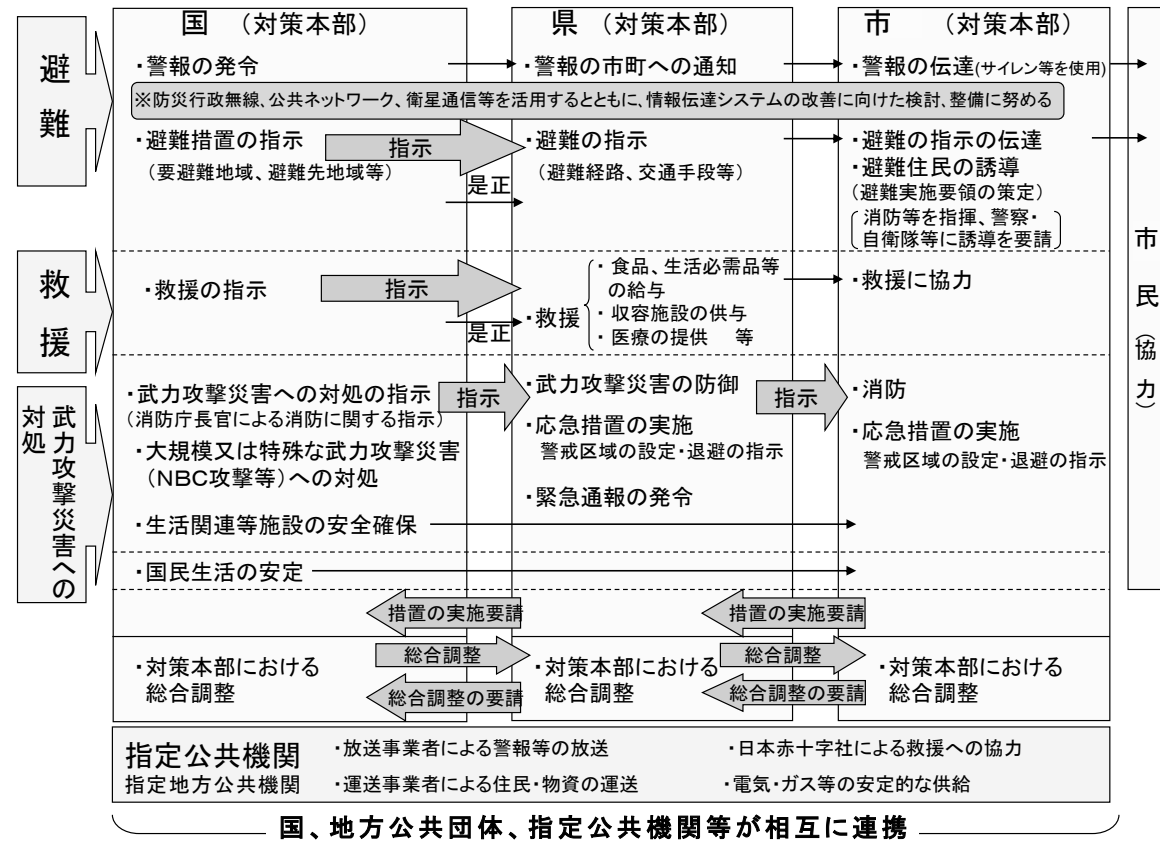 国 (対策本部)
県 (対策本部)
市 (対策本部)
避難
・警報の発令
・警報の市町への通知
・警報の伝達(サイレン等を使用)
※防災行政無線、公共ネットワーク、衛星通信等を活用するとともに、情報伝達システムの改善に向けた検討、整備に努める
・避難措置の指示
(要避難地域、避難先地域等)
指示
是正
・避難の指示
(避難経路、交通手段等)
・避難の指示の伝達
・避難住民の誘導
(避難実施要領の策定)
消防等を指揮、警察・
自衛隊等に誘導を要請
救援
・救援の指示
指示
是正
・救援
・食品、生活必需品等
の給与
・収容施設の供与
・医療の提供 等
・救援に協力
武力攻撃災害への
対処
・武力攻撃災害への対処の指示
(消防庁長官による消防に関する指示)
・大規模又は特殊な武力攻撃災害
(NBC攻撃等)への対処
指示
・武力攻撃災害の防御
・応急措置の実施
警戒区域の設定・退避の指示
・緊急通報の発令
指示
・消防
・応急措置の実施
警戒区域の設定・退避の指示
・生活関連等施設の安全確保
・国民生活の安定
措置の実施要請
措置の実施要請
・対策本部における
総合調整
総合調整
総合調整の要請
・対策本部における
総合調整
総合調整
総合調整の要請
・対策本部における
総合調整
市民(協力)
指定公共機関
指定地方公共機関
・放送事業者による警報等の放送
・日本赤十字社による救援への協力
・運送事業者による住民・物資の運送
・電気・ガス等の安定的な供給
国、地方公共団体、指定公共機関等が相互に連携